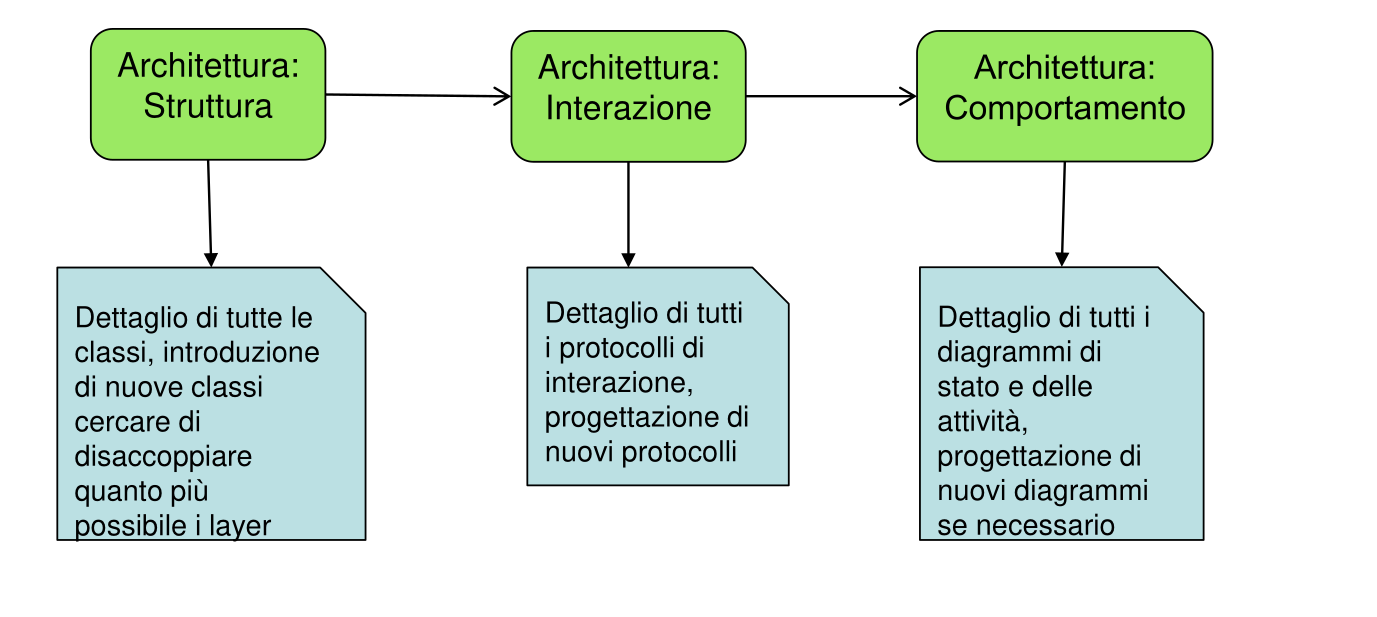 Architettura:
Struttura
Architettura:
Interazione
Architettura:
Comportamento
Dettaglio di tutte le
classi, introduzione
di nuove classi
cercare di
disaccoppiare
quanto più
possibile i layer
Dettaglio di tutti
i protocolli di
interazione,
progettazione di
nuovi protocolli
Dettaglio di tutti i
diagrammi di
stato e delle
attività,
progettazione di
nuovi diagrammi
se necessario